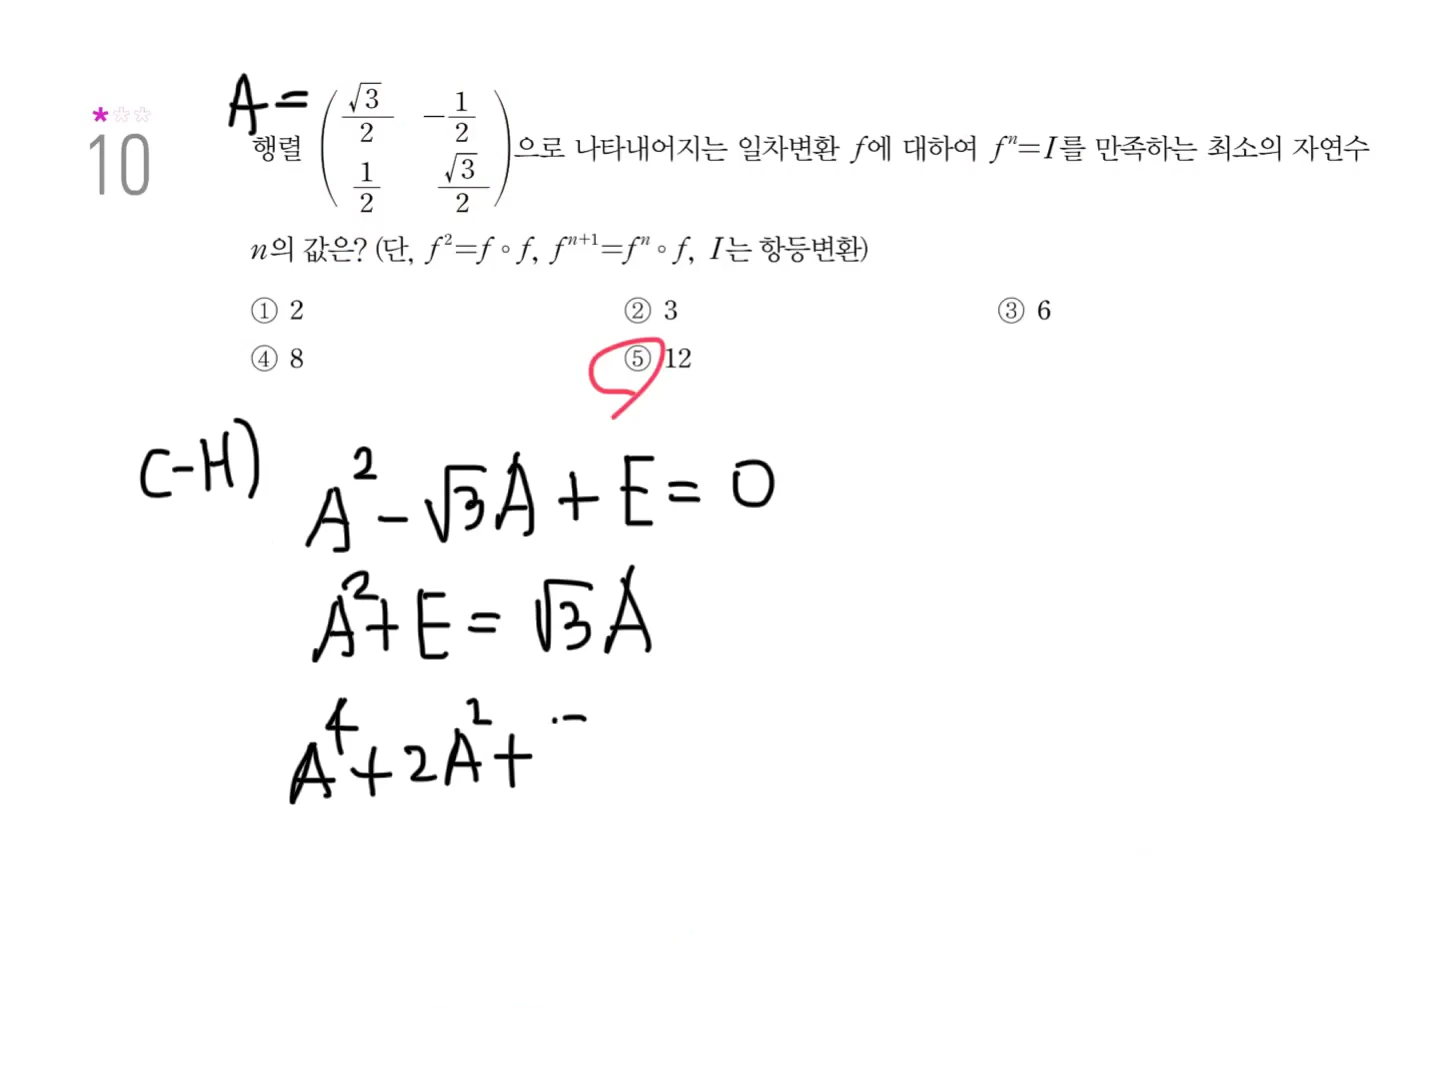 A =
10
행렬 (√3/2 -1/2 1/2 √3/2)으로 나타내어지는 일차변환 f에 대하여 fⁿ=I를 만족하는 최소의 자연수
n의 값은? (단, f²=f∘f, fⁿ⁺¹=fⁿ∘f, I는 항등변환)
① 2 ② 3 ③ 6
④ 8 ⑤ 12
C-H) A² - √3A + E = 0
A² + E = √3A
A⁴ + 2A² +